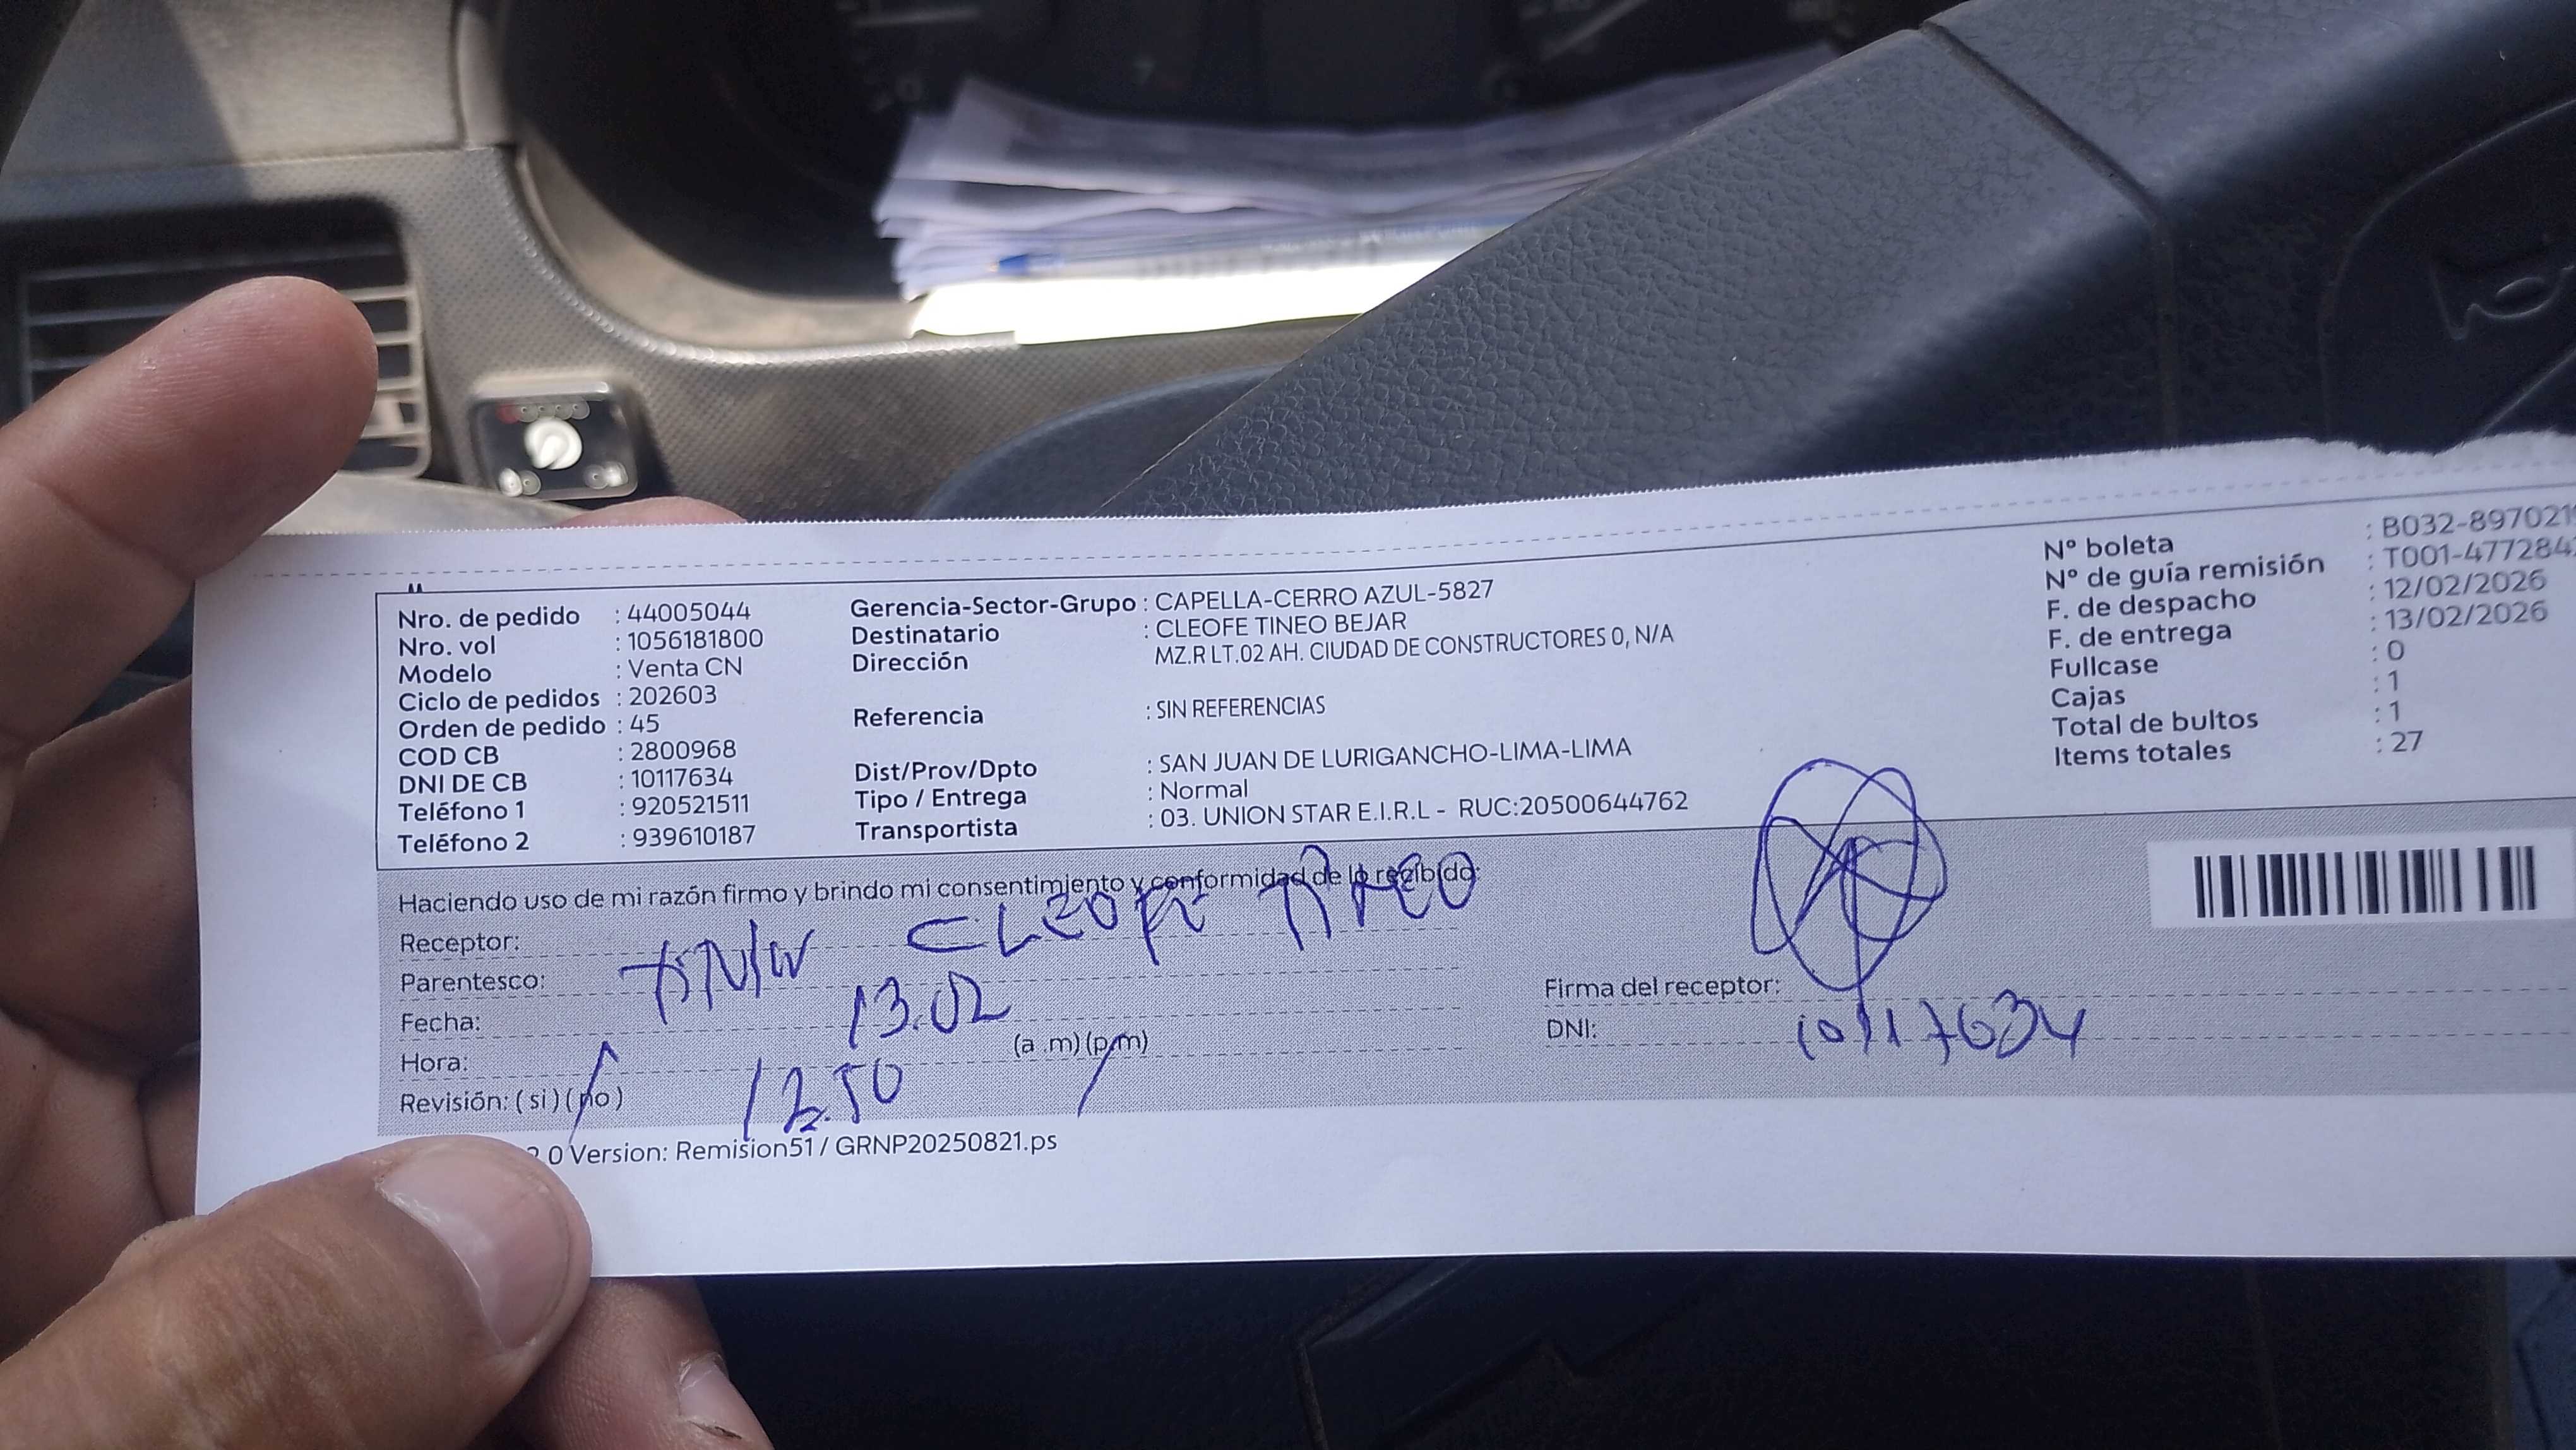 Nro. de pedido : 44005044
Nro. vol : 1056181800
Modelo : Venta CN
Ciclo de pedidos : 202603
Orden de pedido : 45
COD CB : 2800968
DNI DE CB : 10117634
Teléfono 1 : 920521511
Teléfono 2 : 939610187
Gerencia-Sector-Grupo : CAPELLA-CERRO AZUL-5827
Destinatario : CLEOFE TINEO BEJAR
Dirección MZ.R LT.02 AH. CIUDAD DE CONSTRUCTORES 0, N/A
Referencia : SIN REFERENCIAS
Dist/Prov/Dpto : SAN JUAN DE LURIGANCHO-LIMA-LIMA
Tipo / Entrega : Normal
Transportista : 03. UNION STAR E.I.R.L - RUC:20500644762
N° boleta : B032-897021
N° de guía remisión : T001-477284
F. de despacho : 12/02/2026
F. de entrega : 13/02/2026
Fullcase : 0
Cajas : 1
Total de bultos : 1
Items totales : 27
Haciendo uso de mi razón firmo y brindo mi consentimiento y conformidad de lo recibido:
Receptor: CLEOFE TINEO
Parentesco:
Fecha: 13.02
Hora: 12.50 (a .m) (p.m)
Revisión: ( si ) ( no )
Firma del receptor:
DNI: 10117634
.0 Version: Remision51 / GRNP20250821.ps